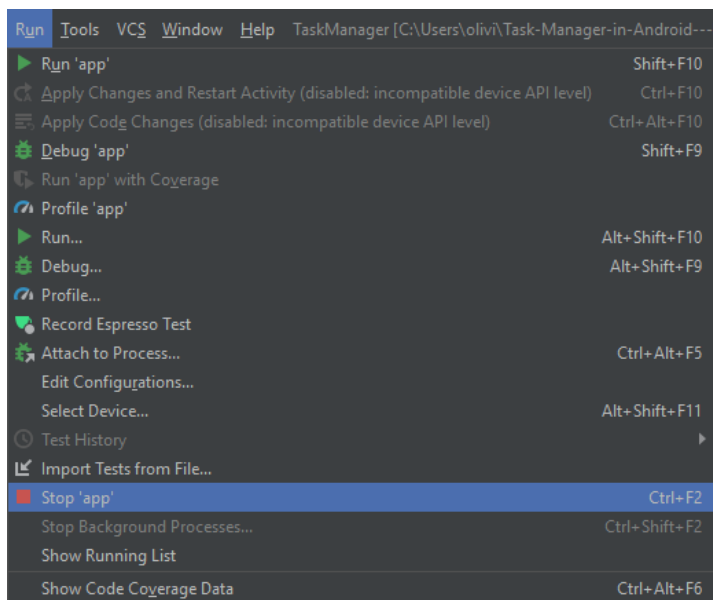 Run Tools VCS Window Help TaskManager [C:\Users\olivi\Task-Manager-in-Android---
Run 'app' Shift+F10
Apply Changes and Restart Activity (disabled: incompatible device API level) Ctrl+F10
Apply Code Changes (disabled: incompatible device API level) Ctrl+Alt+F10
Debug 'app' Shift+F9
Run 'app' with Coverage
Profile 'app'
Run... Alt+Shift+F10
Debug... Alt+Shift+F9
Profile...
Record Espresso Test
Attach to Process... Ctrl+Alt+F5
Edit Configurations...
Select Device... Alt+Shift+F11
Test History
Import Tests from File...
Stop 'app' Ctrl+F2
Stop Background Processes... Ctrl+Shift+F2
Show Running List
Show Code Coverage Data Ctrl+Alt+F6